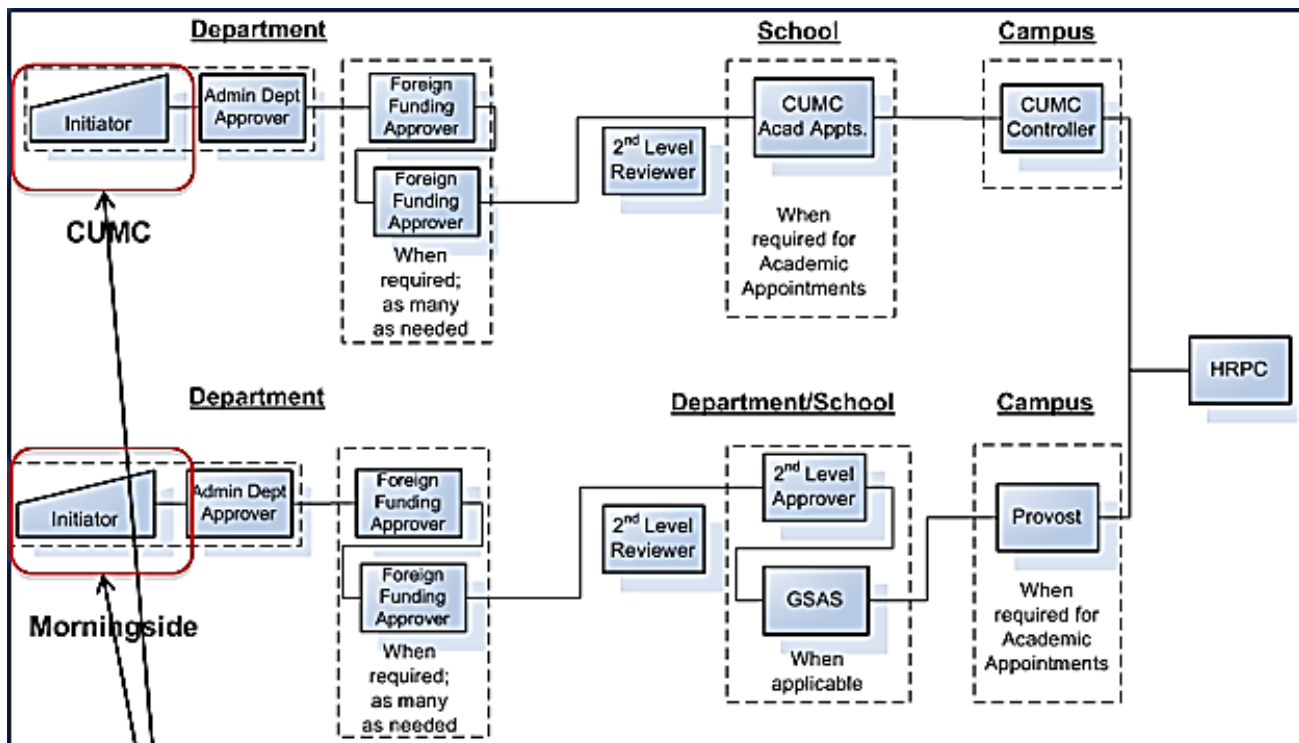 Department
School
Campus
Initiator
Admin Dept
Approver
Foreign
Funding
Approver
Foreign
Funding
Approver
When
required;
as many
as needed
2nd Level
Reviewer
CUMC
Acad Appts.
When
required for
Academic
Appointments
CUMC
Controller
CUMC
HRPC
Department
Department/School
Campus
Initiator
Admin Dept
Approver
Foreign
Funding
Approver
Foreign
Funding
Approver
When
required;
as many
as needed
2nd Level
Reviewer
2nd Level
Approver
GSAS
When
applicable
Provost
When
required for
Academic
Appointments
Morningside